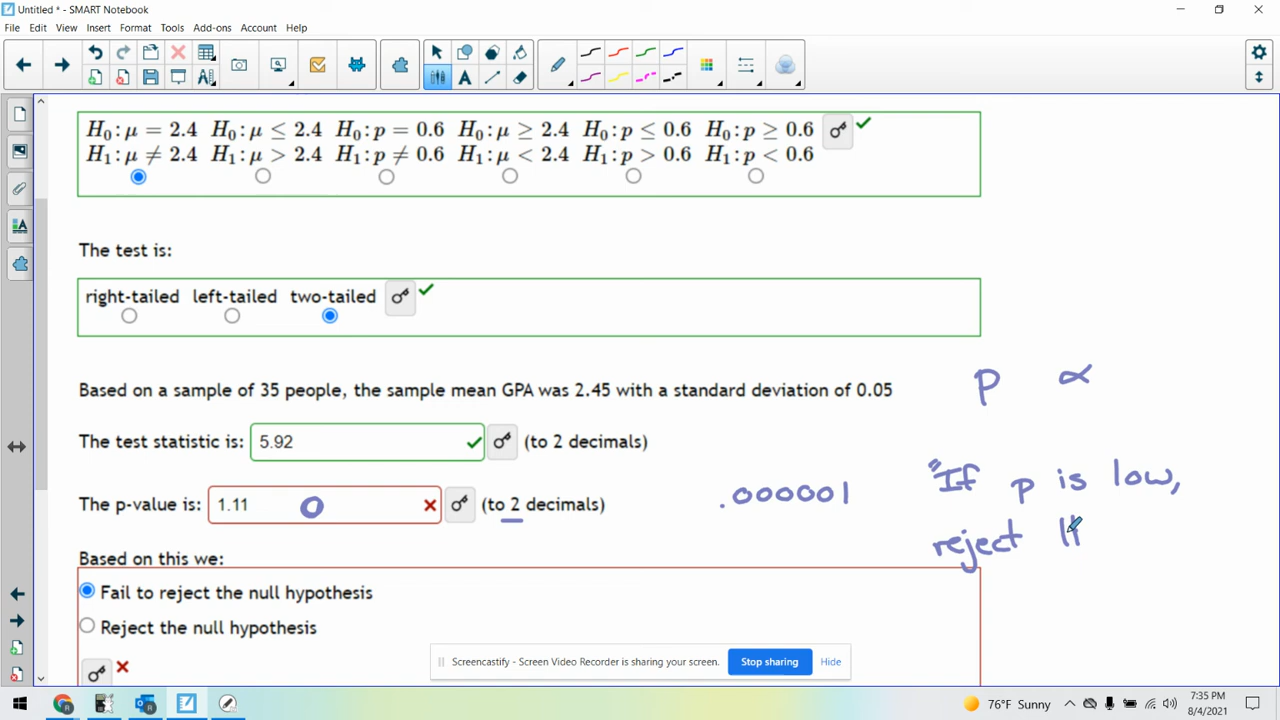 Untitled * - SMART Notebook
File Edit View Insert Format Tools Add-ons Account Help
H₀: μ = 2.4 H₀: μ ≤ 2.4 H₀: p = 0.6 H₀: μ ≥ 2.4 H₀: p ≤ 0.6 H₀: p ≥ 0.6
H₁: μ ≠ 2.4 H₁: μ > 2.4 H₁: p ≠ 0.6 H₁: μ < 2.4 H₁: p > 0.6 H₁: p < 0.6
The test is:
right-tailed left-tailed two-tailed
Based on a sample of 35 people, the sample mean GPA was 2.45 with a standard deviation of 0.05
p α
The test statistic is: 5.92 (to 2 decimals)
"If p is low,
The p-value is: 1.11 0 (to 2 decimals) .000001
reject H
Based on this we:
Fail to reject the null hypothesis
Reject the null hypothesis
Screencastify - Screen Video Recorder is sharing your screen. Stop sharing Hide
76°F Sunny
7:35 PM
8/4/2021